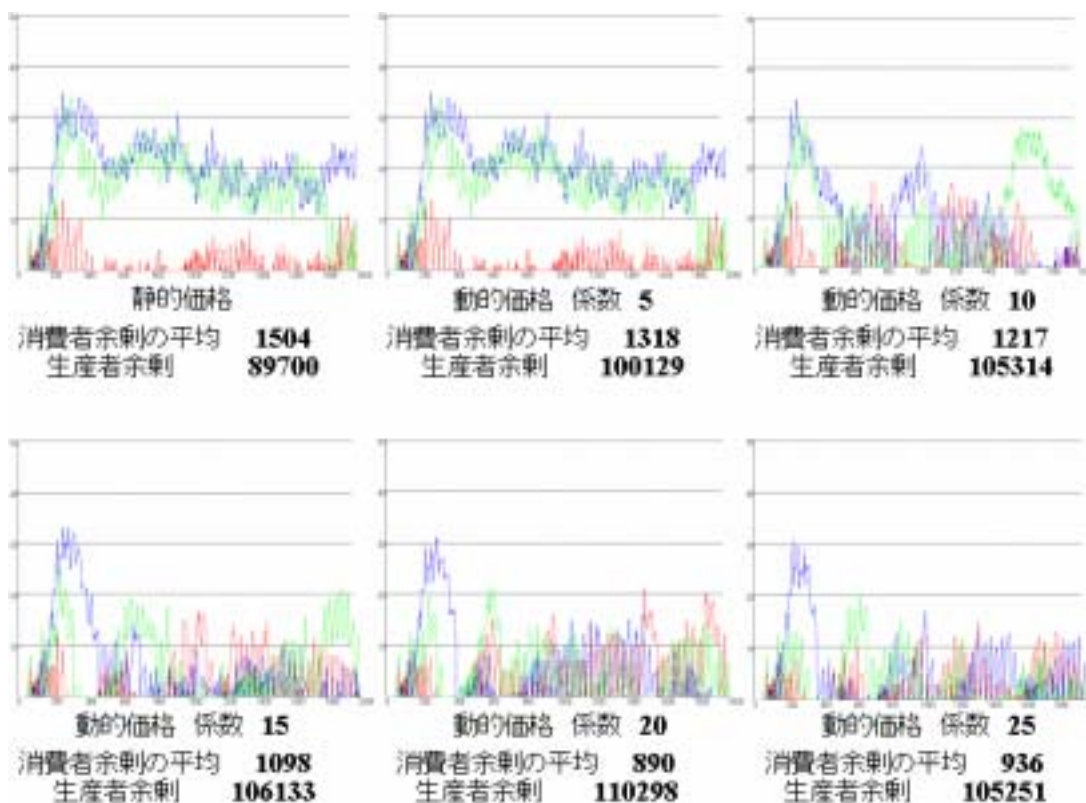 静的価格
消費者余剰の平均 1504
生産者余剰 89700
動的価格 係数 5
消費者余剰の平均 1318
生産者余剰 100129
動的価格 係数 10
消費者余剰の平均 1217
生産者余剰 105314
動的価格 係数 15
消費者余剰の平均 1098
生産者余剰 106133
動的価格 係数 20
消費者余剰の平均 890
生産者余剰 110298
動的価格 係数 25
消費者余剰の平均 936
生産者余剰 105251